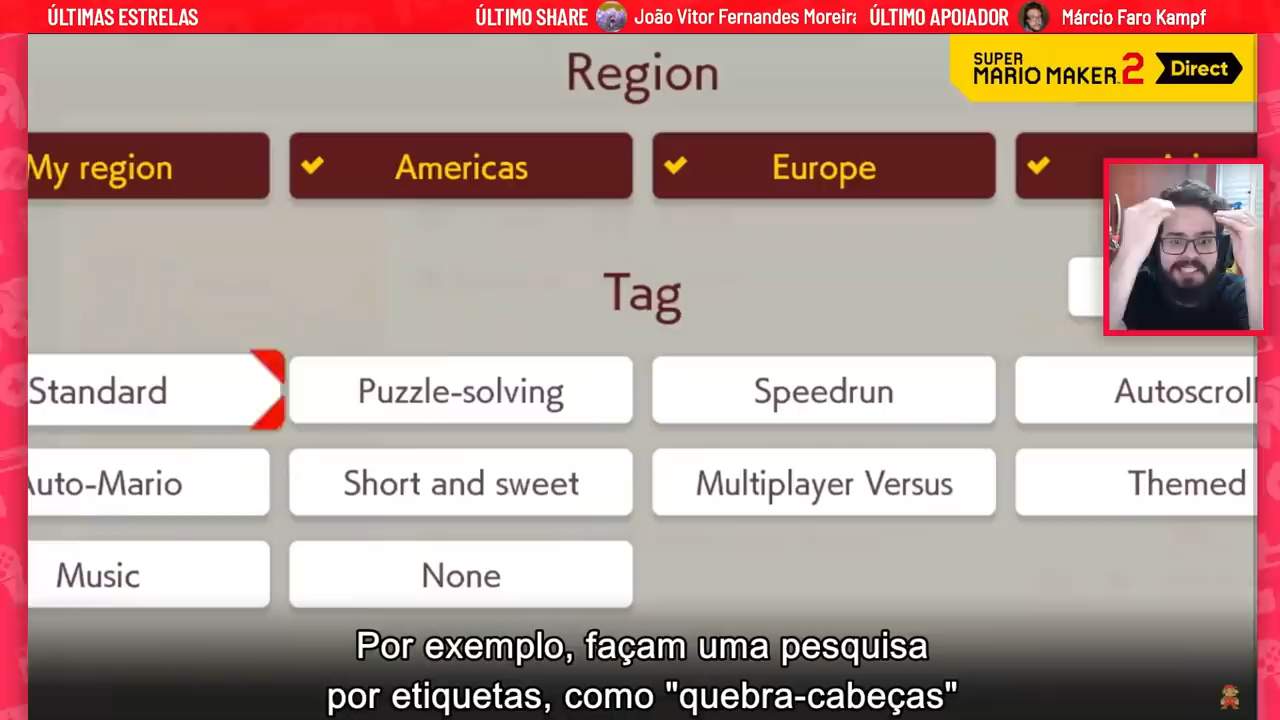 ÚLTIMAS ESTRELAS ÚLTIMO SHARE João Vitor Fernandes Moreira ÚLTIMO APOIADOR Márcio Faro Kampf
SUPER
MARIO MAKER 2 Direct
Region
My region Americas Europe
Tag
Standard Puzzle-solving Speedrun Autoscroll
Auto-Mario Short and sweet Multiplayer Versus Themed
Music None
Por exemplo, façam uma pesquisa
por etiquetas, como "quebra-cabeças"